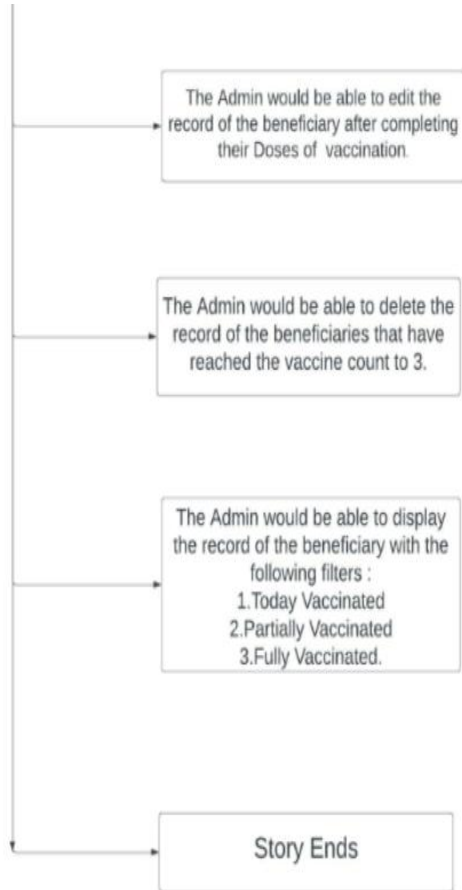 The Admin would be able to edit the
record of the beneficiary after completing
their Doses of vaccination.
The Admin would be able to delete the
record of the beneficiaries that have
reached the vaccine count to 3.
The Admin would be able to display
the record of the beneficiary with the
following filters :
1.Today Vaccinated
2.Partially Vaccinated
3.Fully Vaccinated.
Story Ends